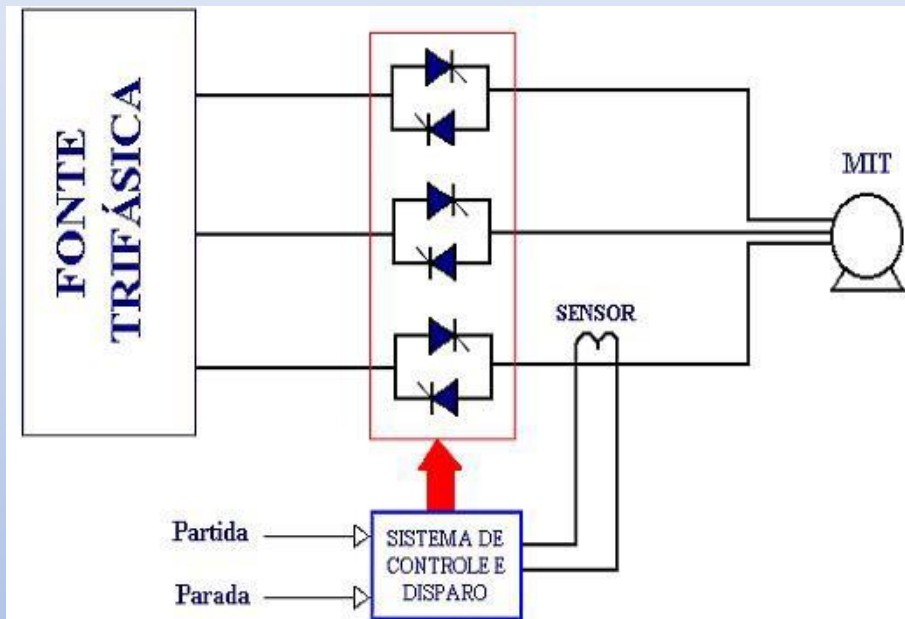 FONTE
TRIFÁSICA
MIT
SENSOR
Partida
Parada
SISTEMA DE
CONTROLE E
DISPARO